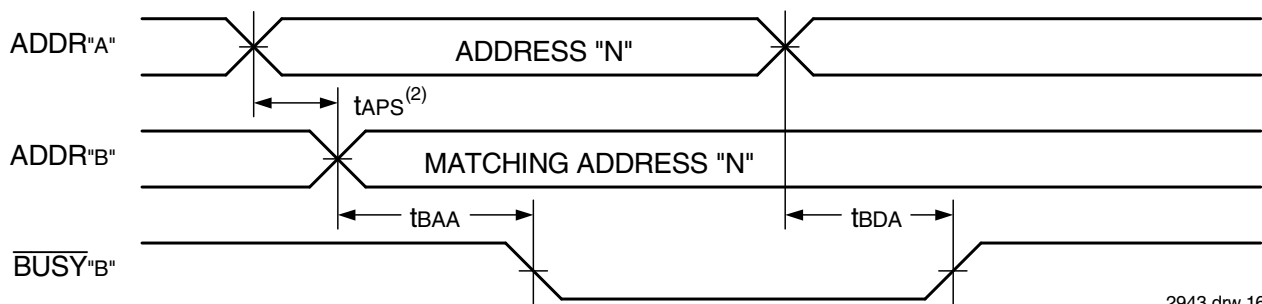 ADDR"A"
ADDRESS "N"
tAPS(2)
ADDR"B"
MATCHING ADDRESS "N"
tBAA
tBDA
BUSY"B"
2943 drw 16